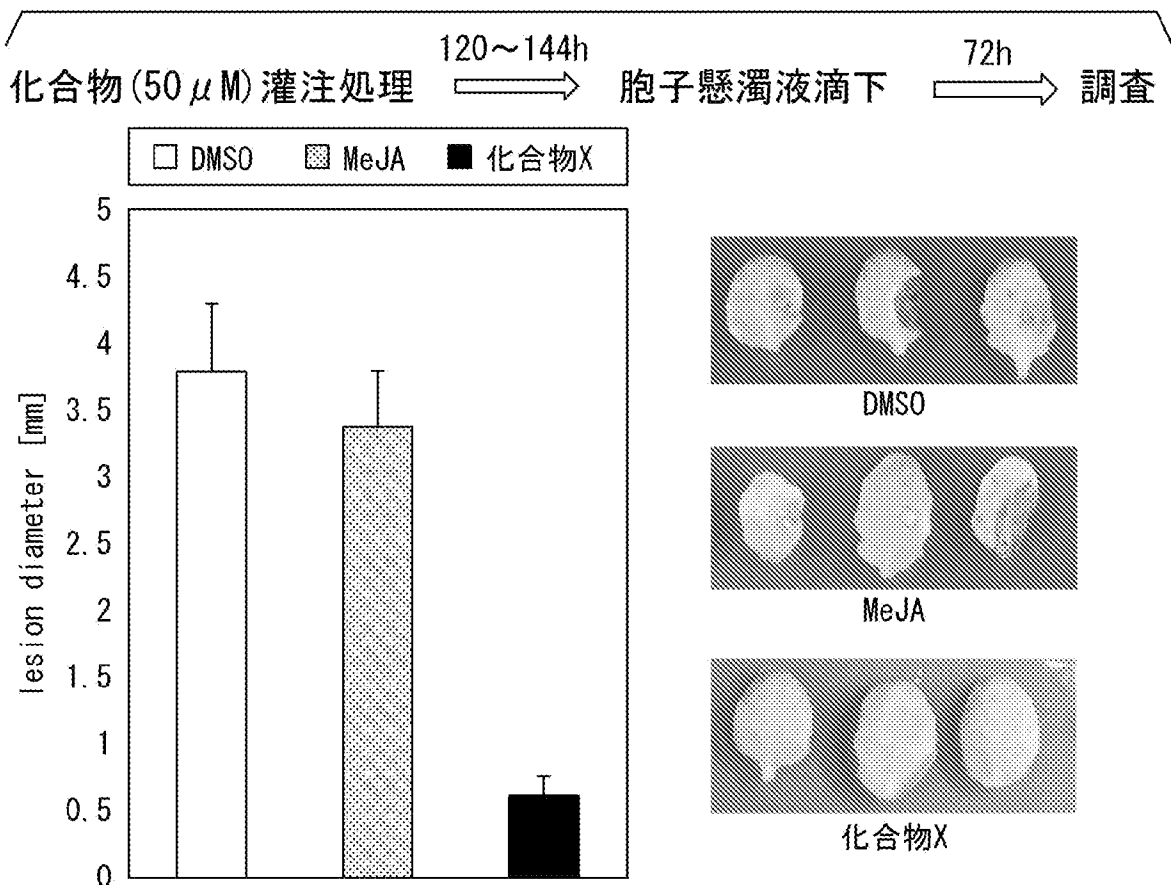 120～144h
72h
化合物(50μM)灌注処理
胞子懸濁液滴下
調査
DMSO
MeJA
化合物X
lesion diameter [mm]
5
4.5
4
3.5
3
2.5
2
1.5
1
0.5
0
DMSO
MeJA
化合物X